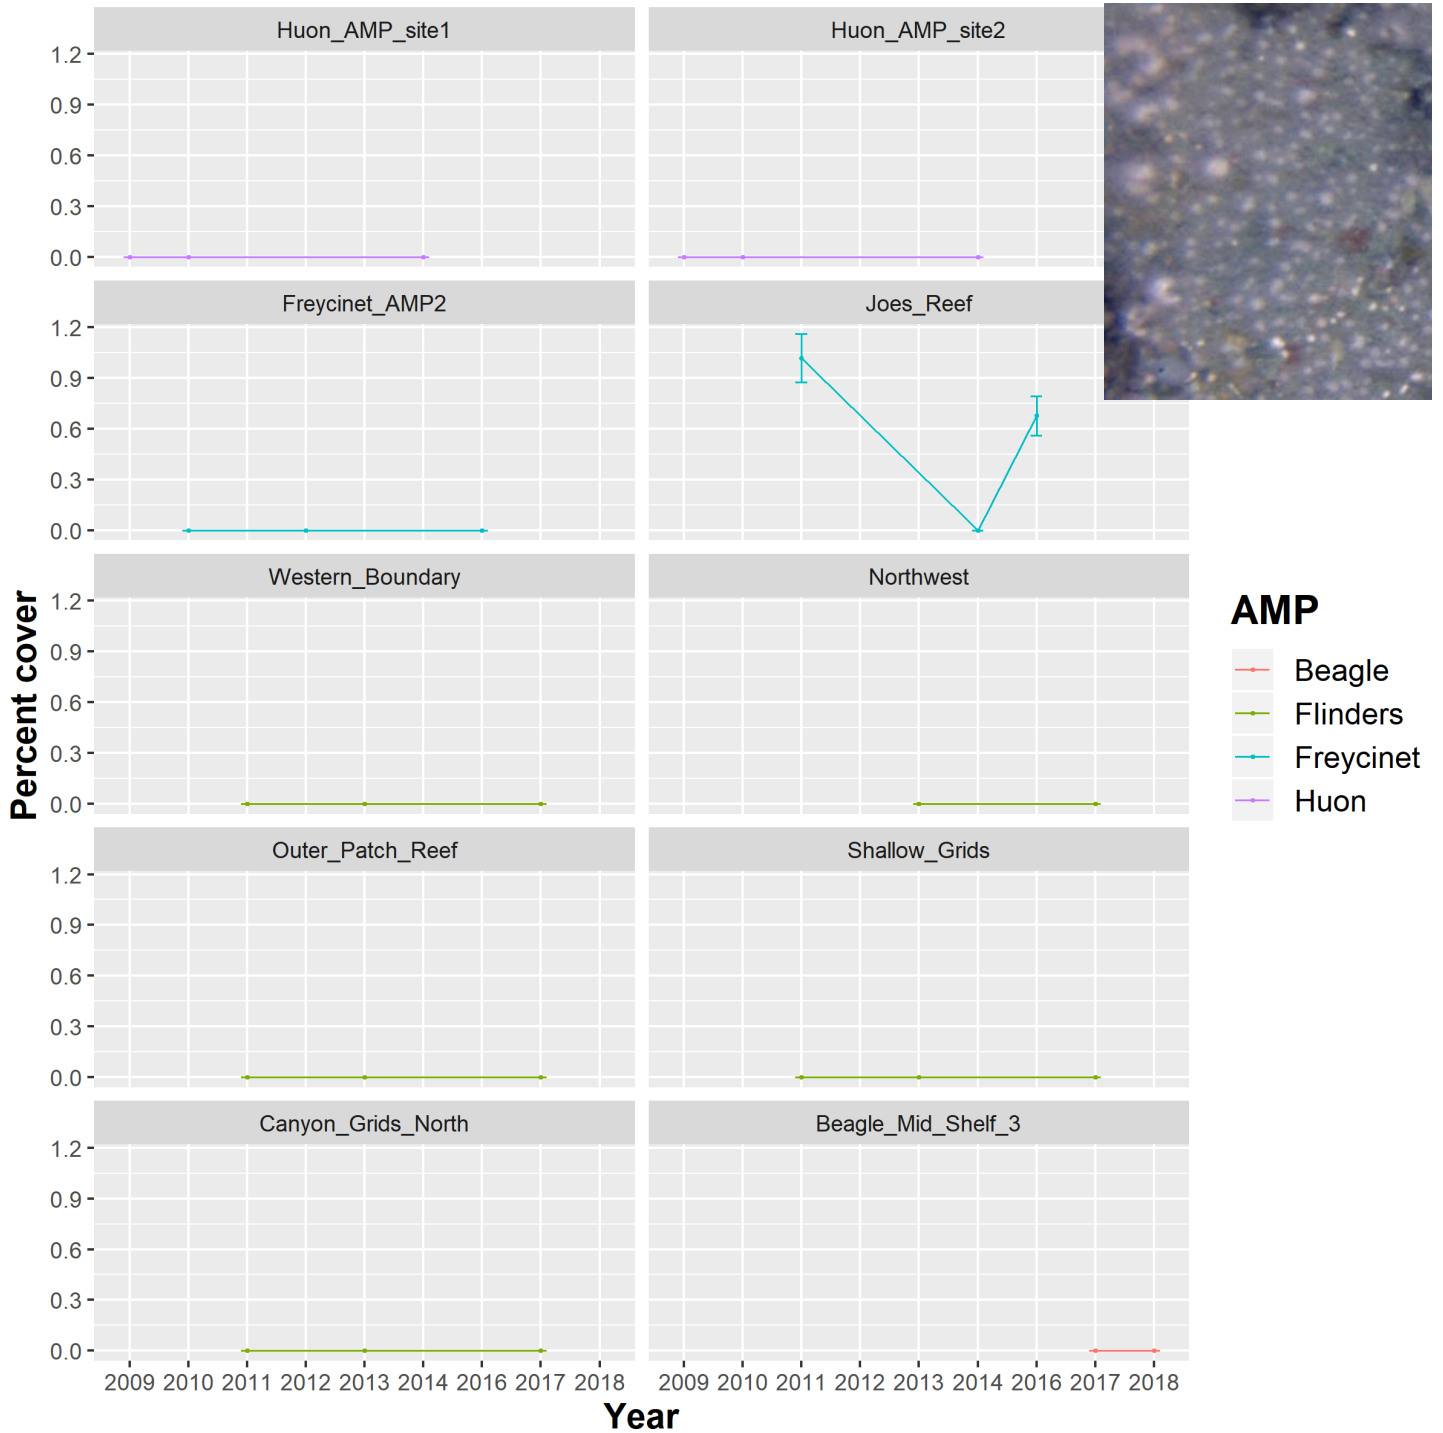 Huon_AMP_site1 Huon_AMP_site2
1.2
0.9
0.6
0.3
0.0
Freycinet_AMP2 Joes_Reef
1.2
0.9
0.6
0.3
0.0
Western_Boundary Northwest
1.2
0.9
0.6
0.3
0.0
Outer_Patch_Reef Shallow_Grids
1.2
0.9
0.6
0.3
0.0
Canyon_Grids_North Beagle_Mid_Shelf_3
1.2
0.9
0.6
0.3
0.0
2009 2010 2011 2012 2013 2014 2016 2017 2018 2009 2010 2011 2012 2013 2014 2016 2017 2018
Year
Percent cover
AMP
Beagle
Flinders
Freycinet
Huon